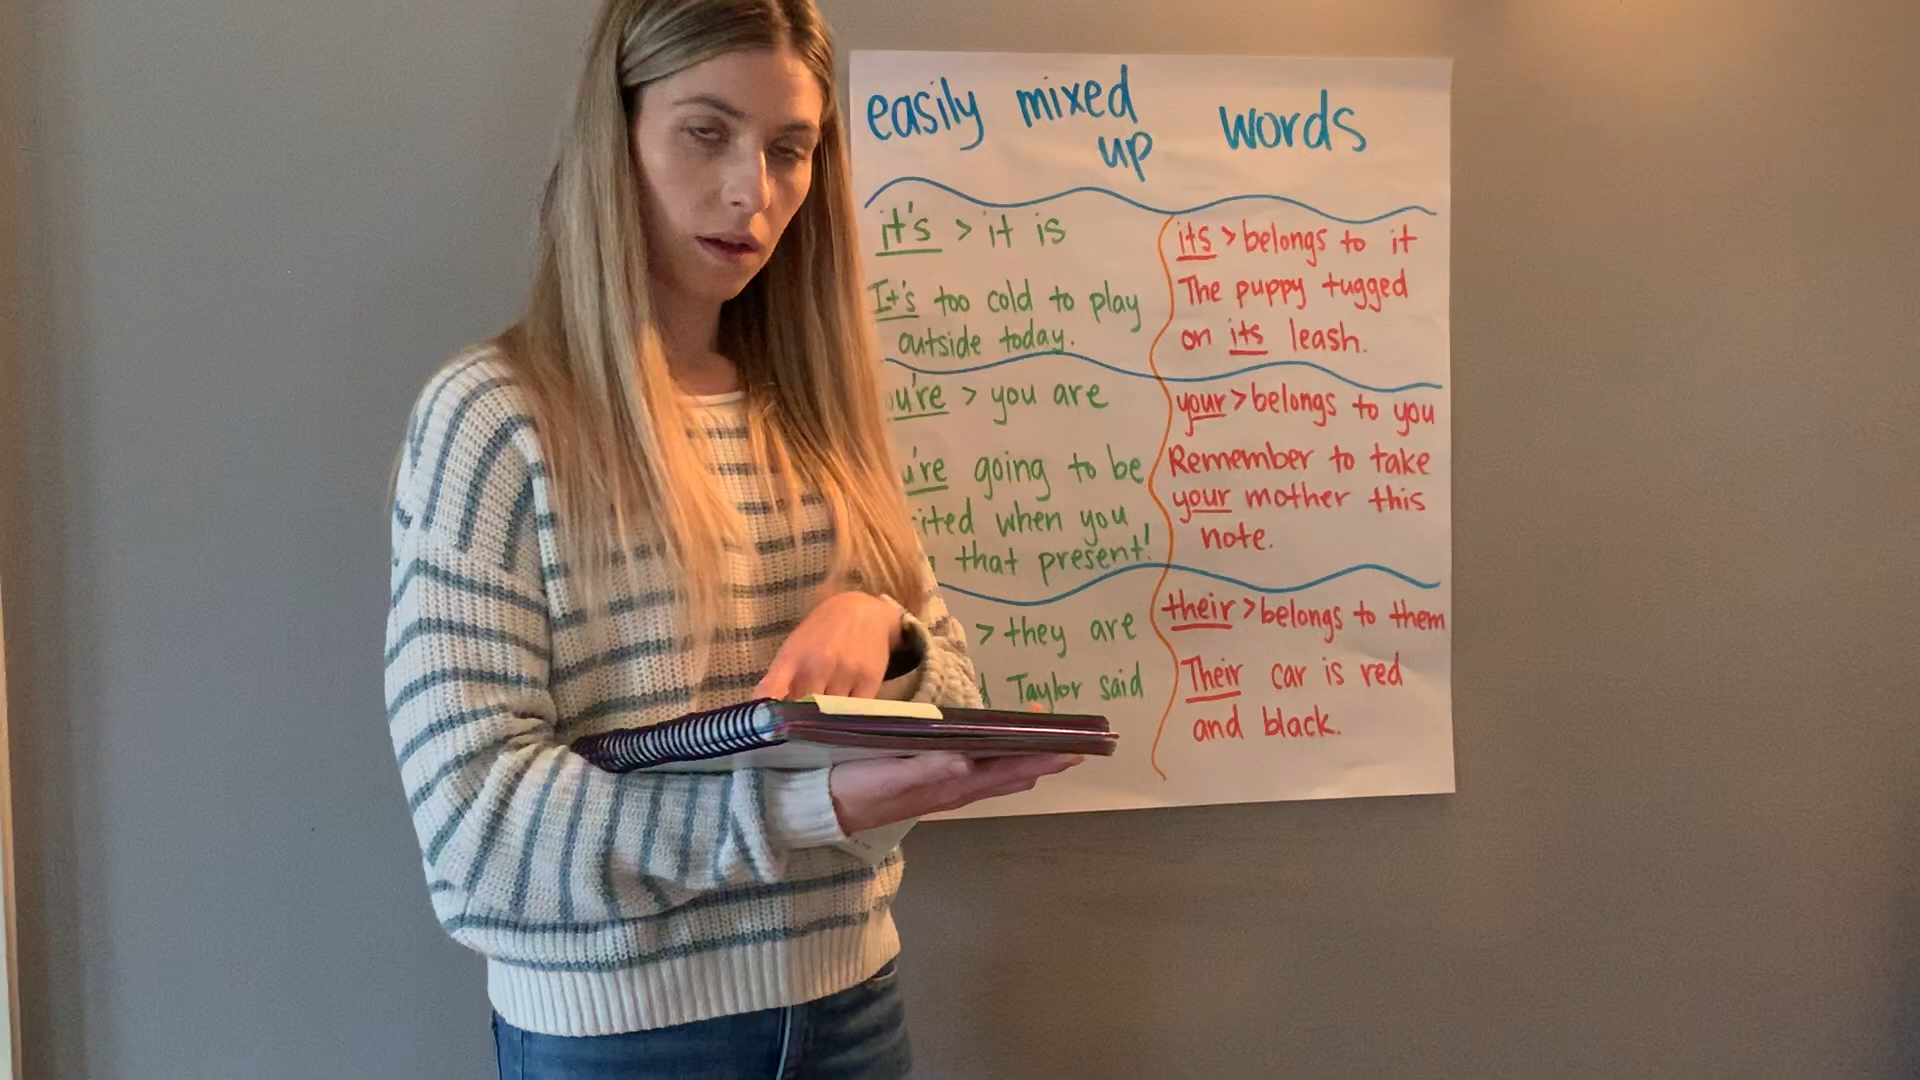 easily mixed up words
it's > it is
It's too cold to play
outside today.
its > belongs to it
The puppy tugged
on its leash.
> you are
going to be
when you
that present!
your > belongs to you
Remember to take
your mother this
note.
> they are
Taylor said
their > belongs to them
Their car is red
and black.